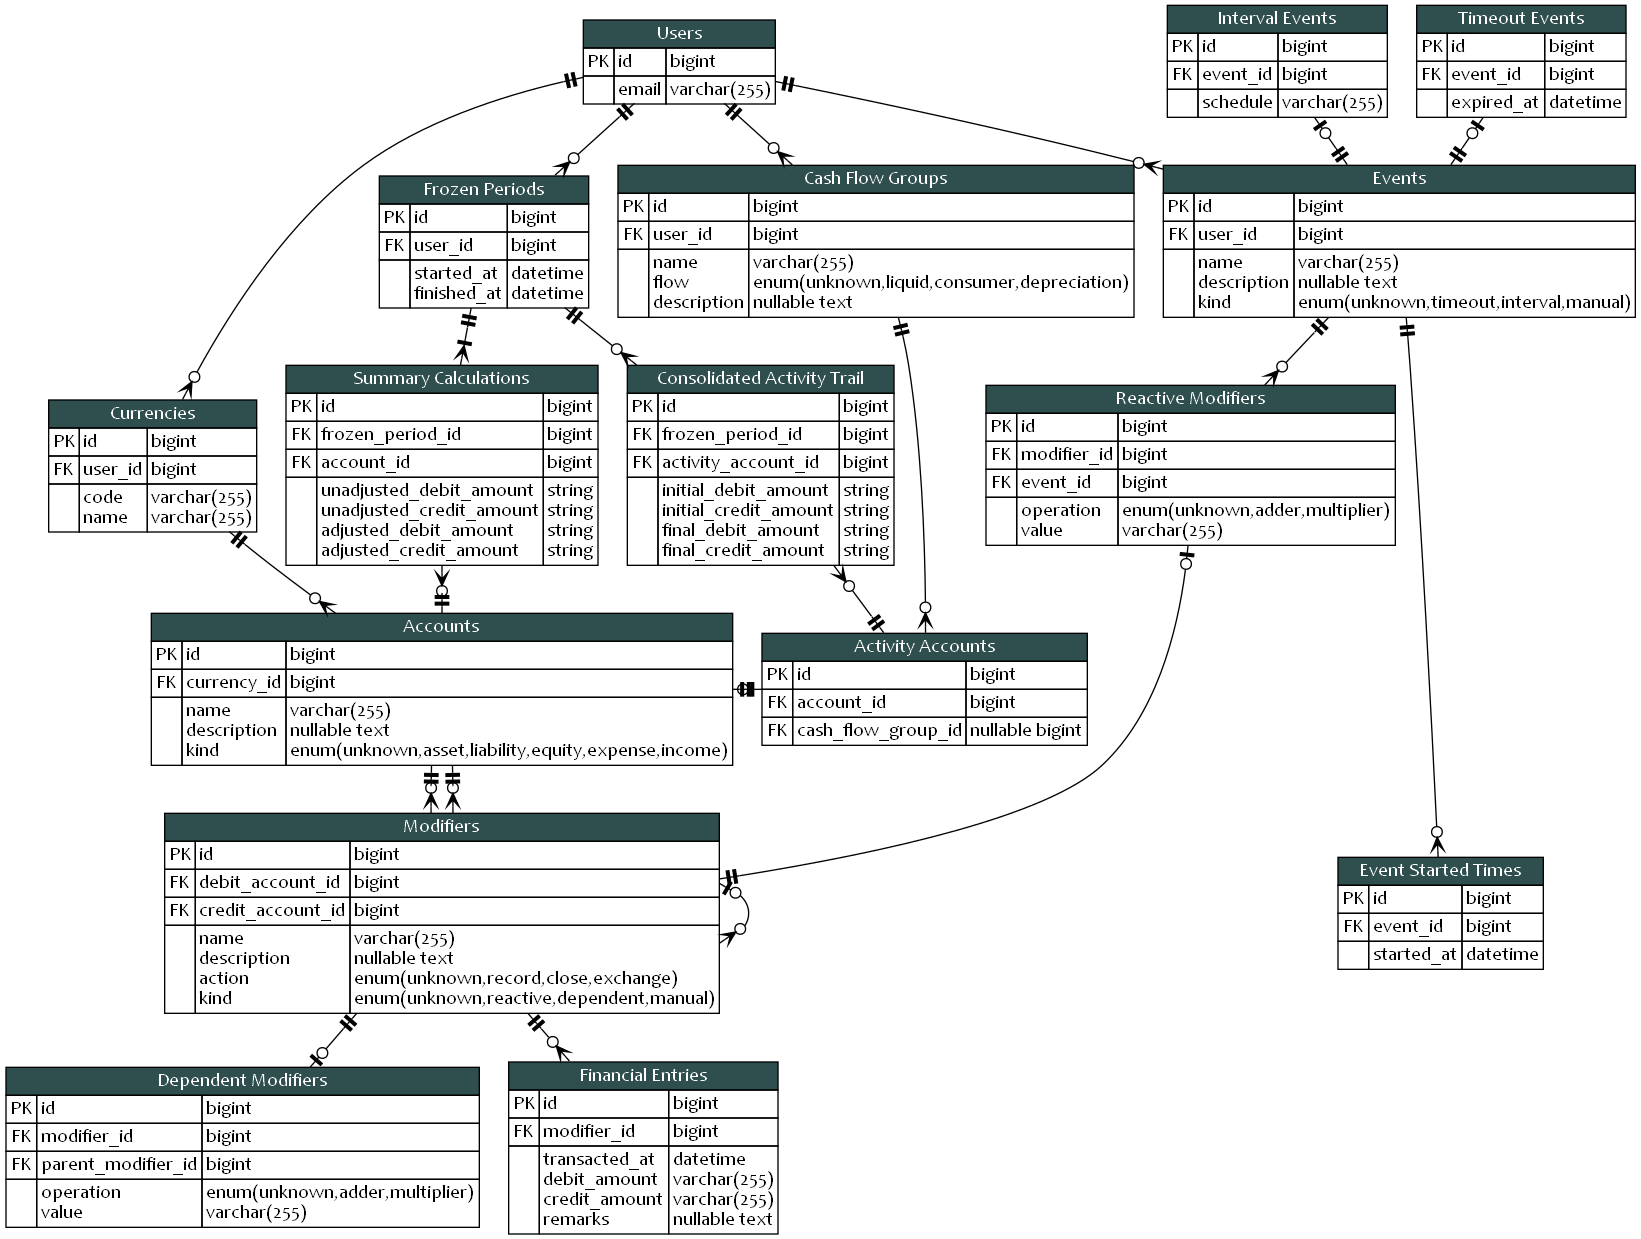 Users
PK id bigint
email varchar(255)
Interval Events
PK id bigint
FK event_id bigint
schedule varchar(255)
Timeout Events
PK id bigint
FK event_id bigint
expired_at datetime
Frozen Periods
PK id bigint
FK user_id bigint
started_at datetime
finished_at datetime
Cash Flow Groups
PK id bigint
FK user_id bigint
name varchar(255)
flow enum(unknown,liquid,consumer,depreciation)
description nullable text
Events
PK id bigint
FK user_id bigint
name varchar(255)
description nullable text
kind enum(unknown,timeout,interval,manual)
Currencies
PK id bigint
FK user_id bigint
code varchar(255)
name varchar(255)
Summary Calculations
PK id bigint
FK frozen_period_id bigint
FK account_id bigint
unadjusted_debit_amount string
unadjusted_credit_amount string
adjusted_debit_amount string
adjusted_credit_amount string
Consolidated Activity Trail
PK id bigint
FK frozen_period_id bigint
FK activity_account_id bigint
initial_debit_amount string
initial_credit_amount string
final_debit_amount string
final_credit_amount string
Reactive Modifiers
PK id bigint
FK modifier_id bigint
FK event_id bigint
operation enum(unknown,adder,multiplier)
value varchar(255)
Accounts
PK id bigint
FK currency_id bigint
name varchar(255)
description nullable text
kind enum(unknown,asset,liability,equity,expense,income)
Activity Accounts
PK id bigint
FK account_id bigint
FK cash_flow_group_id nullable bigint
Modifiers
PK id bigint
FK debit_account_id bigint
FK credit_account_id bigint
name varchar(255)
description nullable text
action enum(unknown,record,close,exchange)
kind enum(unknown,reactive,dependent,manual)
Event Started Times
PK id bigint
FK event_id bigint
started_at datetime
Dependent Modifiers
PK id bigint
FK modifier_id bigint
FK parent_modifier_id bigint
operation enum(unknown,adder,multiplier)
value varchar(255)
Financial Entries
PK id bigint
FK modifier_id bigint
transacted_at datetime
debit_amount varchar(255)
credit_amount varchar(255)
remarks nullable text